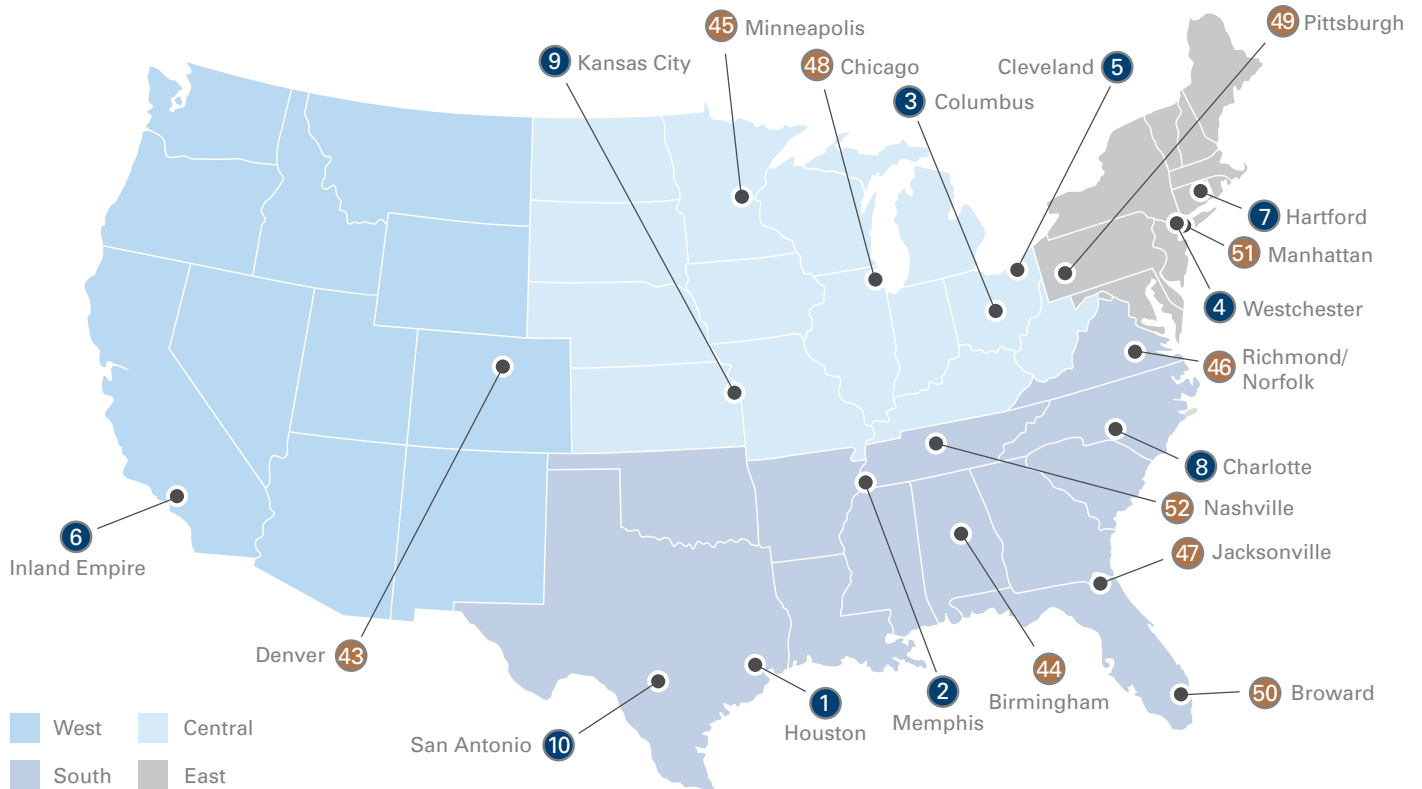 49 Pittsburgh
45 Minneapolis
9 Kansas City
48 Chicago
Cleveland 5
3 Columbus
7 Hartford
51 Manhattan
4 Westchester
46 Richmond/
Norfolk
8 Charlotte
52 Nashville
6
Inland Empire
47 Jacksonville
Denver 43
44
Birmingham
50 Broward
2
Memphis
1
Houston
San Antonio 10
West
Central
South
East